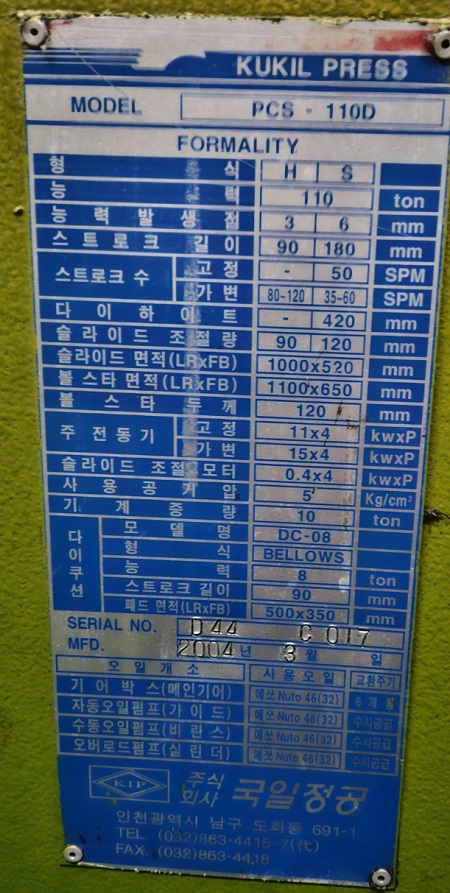 KUKIL PRESS
MODEL PCS - 110D
FORMALITY
형 식 H S
능 력 110 ton
능 력 발 생 점 3 6 mm
스 트 로 크 길 이 90 180 mm
스트로크 수 고 정 - 50 SPM
가 변 80-120 35-60 SPM
다 이 하 이 트 - 420 mm
슬 라 이 드 조 절 량 90 120 mm
슬라이드 면적(LRxFB) 1000x520 mm
볼 스타 면적(LRxFB) 1100x650 mm
볼 스 타 두 께 120 mm
주 전 동 기 고 정 11x4 kwxP
가 변 15x4 kwxP
슬라이드 조절 모터 0.4x4 kwxP
사 용 공 기 압 5 Kg/cm²
기 계 중 량 10 ton
다이쿠션 모 델 명 DC-08
형 식 BELLOWS
능 력 8 ton
스트로크 길이 90 mm
패드 면적(LRxFB) 500x350 mm
SERIAL NO. D44 C 017
MFD. 2004 년 3 월 일
오 일 개 소 사 용 오 일 교환주기
기 어 박 스(메인기어) 에쏘 Nuto 46(32) 6 개 월
자동오일펌프(가 이 드) 에쏘 Nuto 46(32) 수시공급
수동오일펌프(비 란 스) 에쏘 Nuto 46(32) 수시공급
오버로드펌프(실 린 더) 에쏘 Nuto 46(32) 수시공급
KIP 주식회사 국일정공
인천광역시 남구 도화동 691-1
TEL. (032)863-4415-7(代)
FAX. (032)863-4418